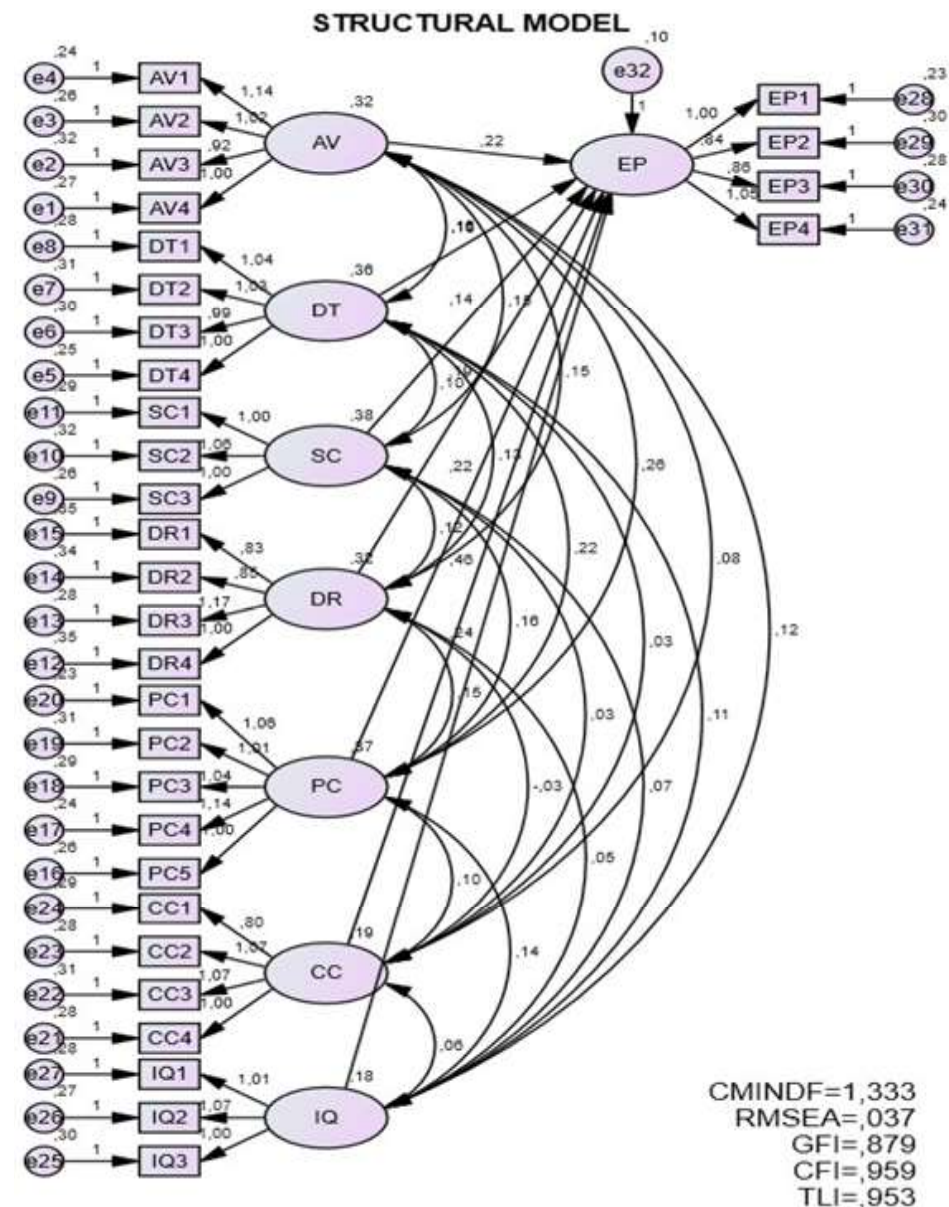 STRUCTURAL MODEL
,10
e32
1
,24
e4 1 AV1
,26
e3 1 AV2
,32
e2 1 AV3
,27
e1 1 AV4
1,14
1,02
,92
1,00
,32
AV
,22
EP
1,00
,84
,86
1,05
EP1 1 e28 ,23
EP2 1 e29 ,30
EP3 1 e30 ,28
EP4 1 e31 ,24
,28
e8 1 DT1
,31
e7 1 DT2
,30
e6 1 DT3
,25
e5 1 DT4
1,04
1,03
,99
1,00
,36
DT
,14
,15
,29
e11 1 SC1
,32
e10 1 SC2
,26
e9 1 SC3
1,00
1,06
1,00
,38
SC
,10
,22
,13
,26
e15 1 DR1
,34
e14 1 DR2
,28
e13 1 DR3
,35
e12 1 DR4
,83
,85
1,17
1,00
,32
DR
,12
,46
,22
,08
,24
,16
,03
,12
,23
e20 1 PC1
,31
e19 1 PC2
,29
e18 1 PC3
,24
e17 1 PC4
,26
e16 1 PC5
1,06
1,01
1,04
1,14
1,00
,37
PC
,15
,03
,11
-,03
,07
,05
,10
,29
e24 1 CC1
,28
e23 1 CC2
,31
e22 1 CC3
,28
e21 1 CC4
,80
1,07
1,07
1,00
,19
CC
,14
,06
,28
e27 1 IQ1
,27
e26 1 IQ2
,30
e25 1 IQ3
1,01
1,07
1,00
,18
IQ
CMINDF=1,333
RMSEA=,037
GFI=,879
CFI=,959
TLI=,953